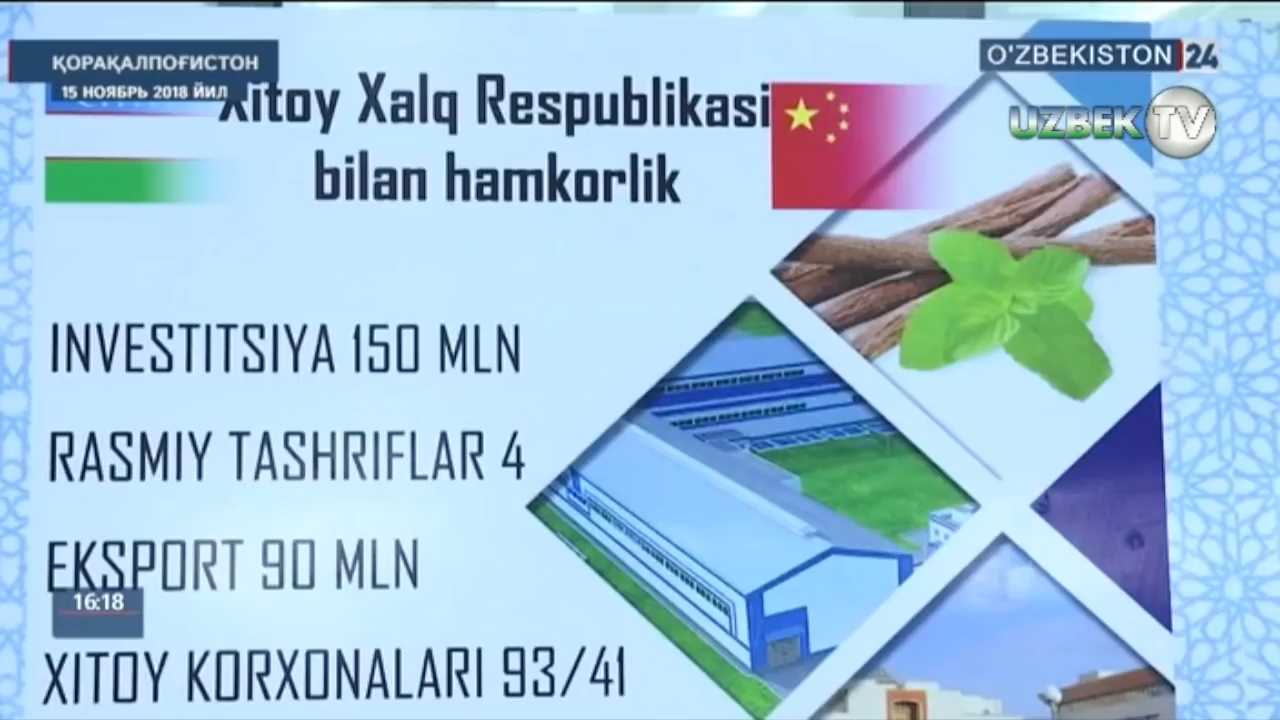 ҚОРАҚАЛПОҒИСТОН
15 НОЯБРЬ 2018 ЙИЛ
O'ZBEKISTON 24
UZBEK TV
Xitoy Xalq Respublikasi
bilan hamkorlik
INVESTITSIYA 150 MLN
RASMIY TASHRIFLAR 4
EKSPORT 90 MLN
16:18
XITOY KORXONALARI 93/41